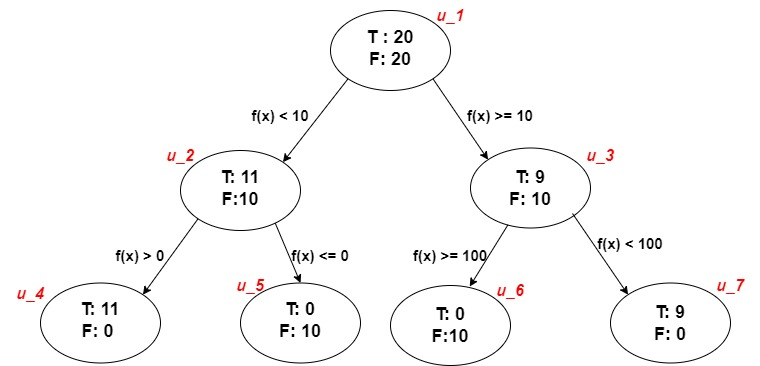 u_1
T : 20
F: 20
f(x) < 10
f(x) >= 10
u_2
T: 11
F:10
u_3
T: 9
F: 10
f(x) > 0
f(x) <= 0
f(x) >= 100
f(x) < 100
u_4
T: 11
F: 0
u_5
T: 0
F: 10
u_6
T: 0
F:10
u_7
T: 9
F: 0